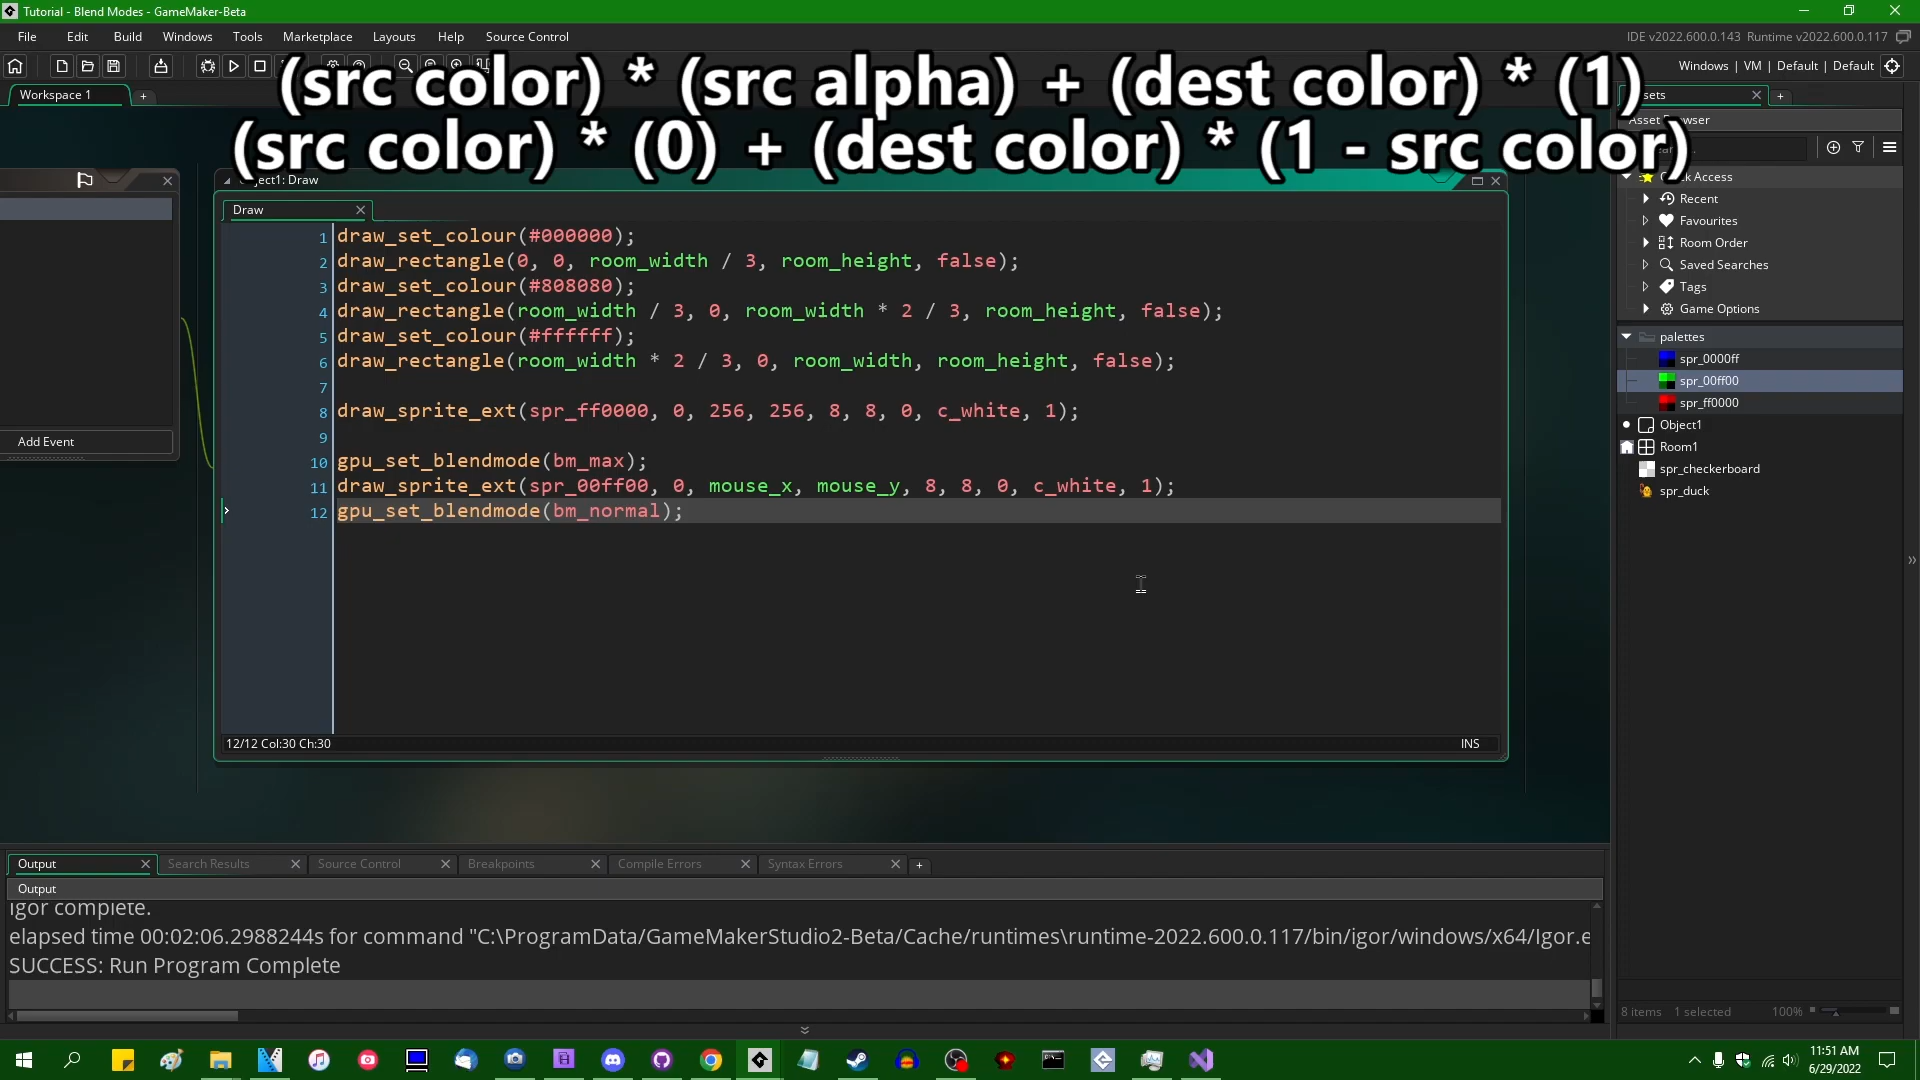 Tutorial - Blend Modes - GameMaker-Beta
File Edit Build Windows Tools Marketplace Layouts Help Source Control
IDE v2022.600.0.143 Runtime v2022.600.0.117
(src color) * (src alpha) + (dest color) * (1)
(src color) * (0) + (dest color) * (1 - src color)
Windows | VM | Default | Default
Workspace 1
Asset Browser
Draw
Draw
1 draw_set_colour(#000000);
2 draw_rectangle(0, 0, room_width / 3, room_height, false);
3 draw_set_colour(#808080);
4 draw_rectangle(room_width / 3, 0, room_width * 2 / 3, room_height, false);
5 draw_set_colour(#ffffff);
6 draw_rectangle(room_width * 2 / 3, 0, room_width, room_height, false);
7
8 draw_sprite_ext(spr_ff0000, 0, 256, 256, 8, 8, 0, c_white, 1);
9
10 gpu_set_blendmode(bm_max);
11 draw_sprite_ext(spr_00ff00, 0, mouse_x, mouse_y, 8, 8, 0, c_white, 1);
12 gpu_set_blendmode(bm_normal);
12/12 Col:30 Ch:30
INS
Add Event
Access
Recent
Favourites
Room Order
Saved Searches
Tags
Game Options
palettes
spr_0000ff
spr_00ff00
spr_ff0000
Object1
Room1
spr_checkerboard
spr_duck
8 items 1 selected 100%
Output Search Results Source Control Breakpoints Compile Errors Syntax Errors
Output
Igor complete.
elapsed time 00:02:06.2988244s for command "C:\ProgramData/GameMakerStudio2-Beta/Cache/runtimes\runtime-2022.600.0.117/bin/igor/windows/x64/Igor.e
SUCCESS: Run Program Complete
11:51 AM
6/29/2022